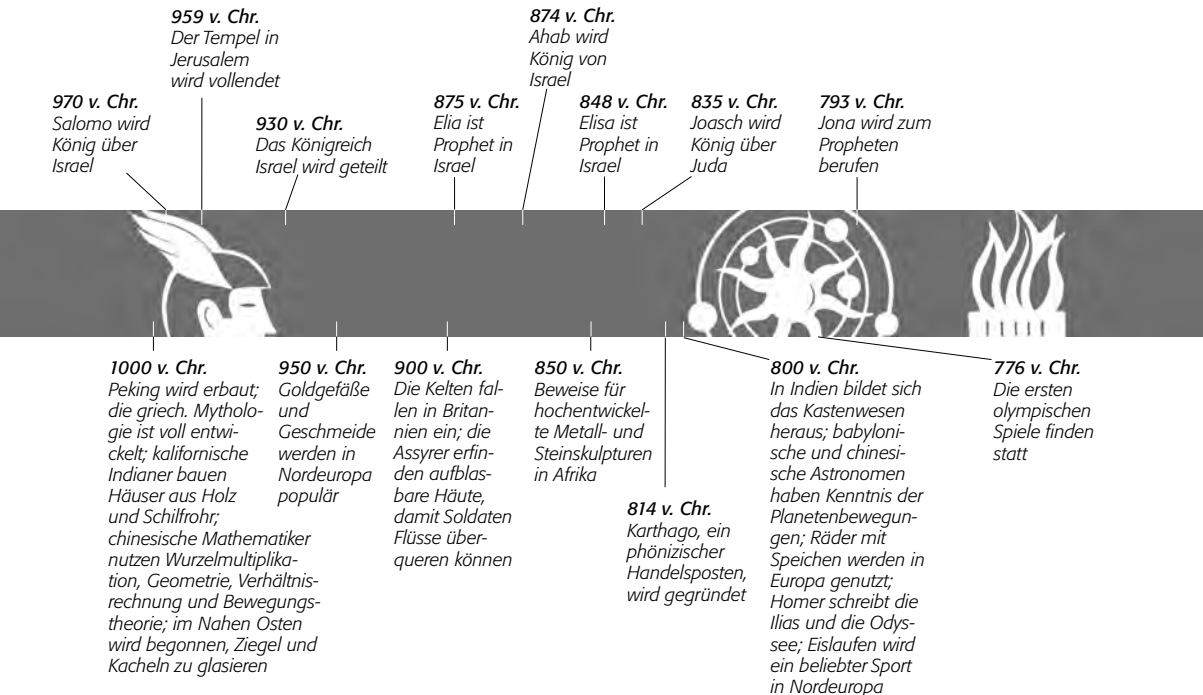 959 v. Chr.
Der Tempel in
Jerusalem
wird vollendet
874 v. Chr.
Ahab wird
König von
Israel
970 v. Chr.
Salomo wird
König über
Israel
930 v. Chr.
Das Königreich
Israel wird geteilt
875 v. Chr.
Elia ist
Prophet in
Israel
848 v. Chr.
Elisa ist
Prophet in
Israel
835 v. Chr.
Joasch wird
König über
Juda
793 v. Chr.
Jona wird zum
Propheten
berufen
1000 v. Chr.
Peking wird erbaut;
die griech. Mytholo-
gie ist voll entwi-
ckelt; kalifornische
Indianer bauen
Häuser aus Holz
und Schilfrohr;
chinesische Mathematiker
nutzen Wurzelmultiplika-
tion, Geometrie, Verhältnis-
rechnung und Bewegungs-
theorie; im Nahen Osten
wird begonnen, Ziegel und
Kacheln zu glasieren
950 v. Chr.
Goldgefäße
und
Geschmeide
werden in
Nordeuropa
populär
900 v. Chr.
Die Kelten fal-
len in Britan-
nien ein; die
Assyrer erfin-
den aufblas-
bare Häute,
damit Soldaten
Flüsse über-
queren können
850 v. Chr.
Beweise für
hochentwickel-
te Metall- und
Steinskulpturen
in Afrika
814 v. Chr.
Karthago, ein
phönizischer
Handelsposten,
wird gegründet
800 v. Chr.
In Indien bildet sich
das Kastenwesen
heraus; babyloni-
sche und chinesi-
sche Astronomen
haben Kenntnis der
Planetenbewegun-
gen; Räder mit
Speichen werden in
Europa genutzt;
Homer schreibt die
Ilias und die Odys-
see; Eislaufen wird
ein beliebter Sport
in Nordeuropa
776 v. Chr.
Die ersten
olympischen
Spiele finden
statt